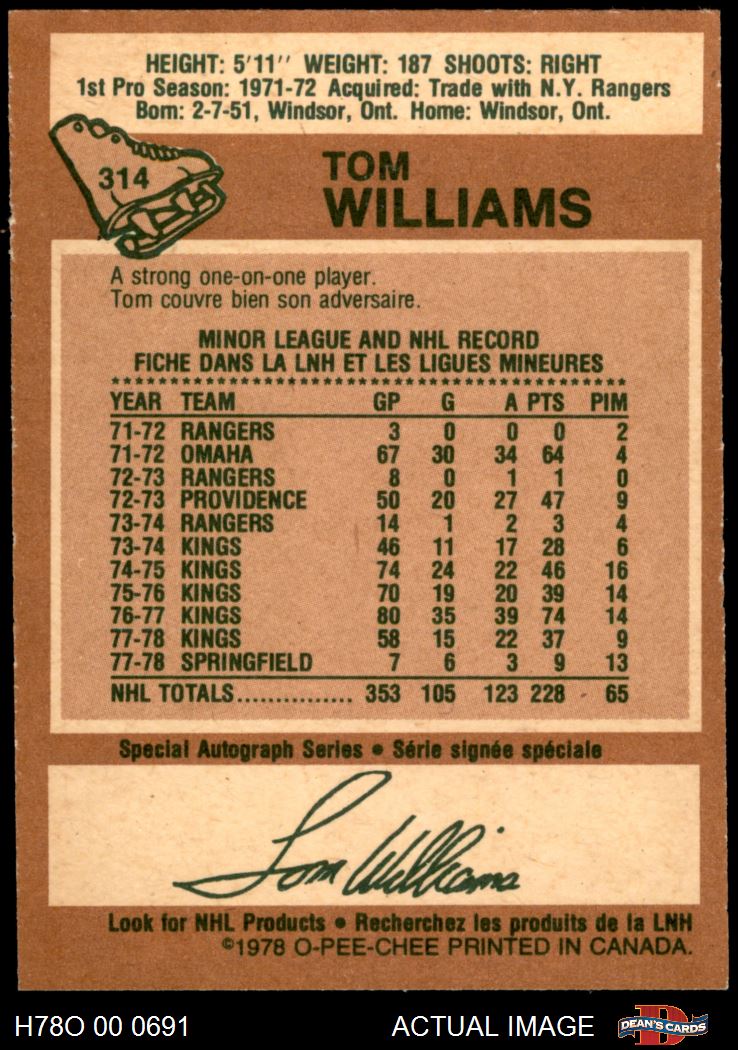 HEIGHT: 5'11'' WEIGHT: 187 SHOOTS: RIGHT
1st Pro Season: 1971-72 Acquired: Trade with N.Y. Rangers
Born: 2-7-51, Windsor, Ont. Home: Windsor, Ont.
314
TOM
WILLIAMS
A strong one-on-one player.
Tom couvre bien son adversaire.
MINOR LEAGUE AND NHL RECORD
FICHE DANS LA LNH ET LES LIGUES MINEURES
YEAR TEAM GP G A PTS PIM
71-72 RANGERS 3 0 0 0 2
71-72 OMAHA 67 30 34 64 4
72-73 RANGERS 8 0 1 1 0
72-73 PROVIDENCE 50 20 27 47 9
73-74 RANGERS 14 1 2 3 4
73-74 KINGS 46 11 17 28 6
74-75 KINGS 74 24 22 46 16
75-76 KINGS 70 19 20 39 14
76-77 KINGS 80 35 39 74 14
77-78 KINGS 58 15 22 37 9
77-78 SPRINGFIELD 7 6 3 9 13
NHL TOTALS............... 353 105 123 228 65
Special Autograph Series • Série signée spéciale
Tom Williams
Look for NHL Products • Recherchez les produits de la LNH
©1978 O-PEE-CHEE PRINTED IN CANADA.
H78O 00 0691 ACTUAL IMAGE DEAN'S CARDS